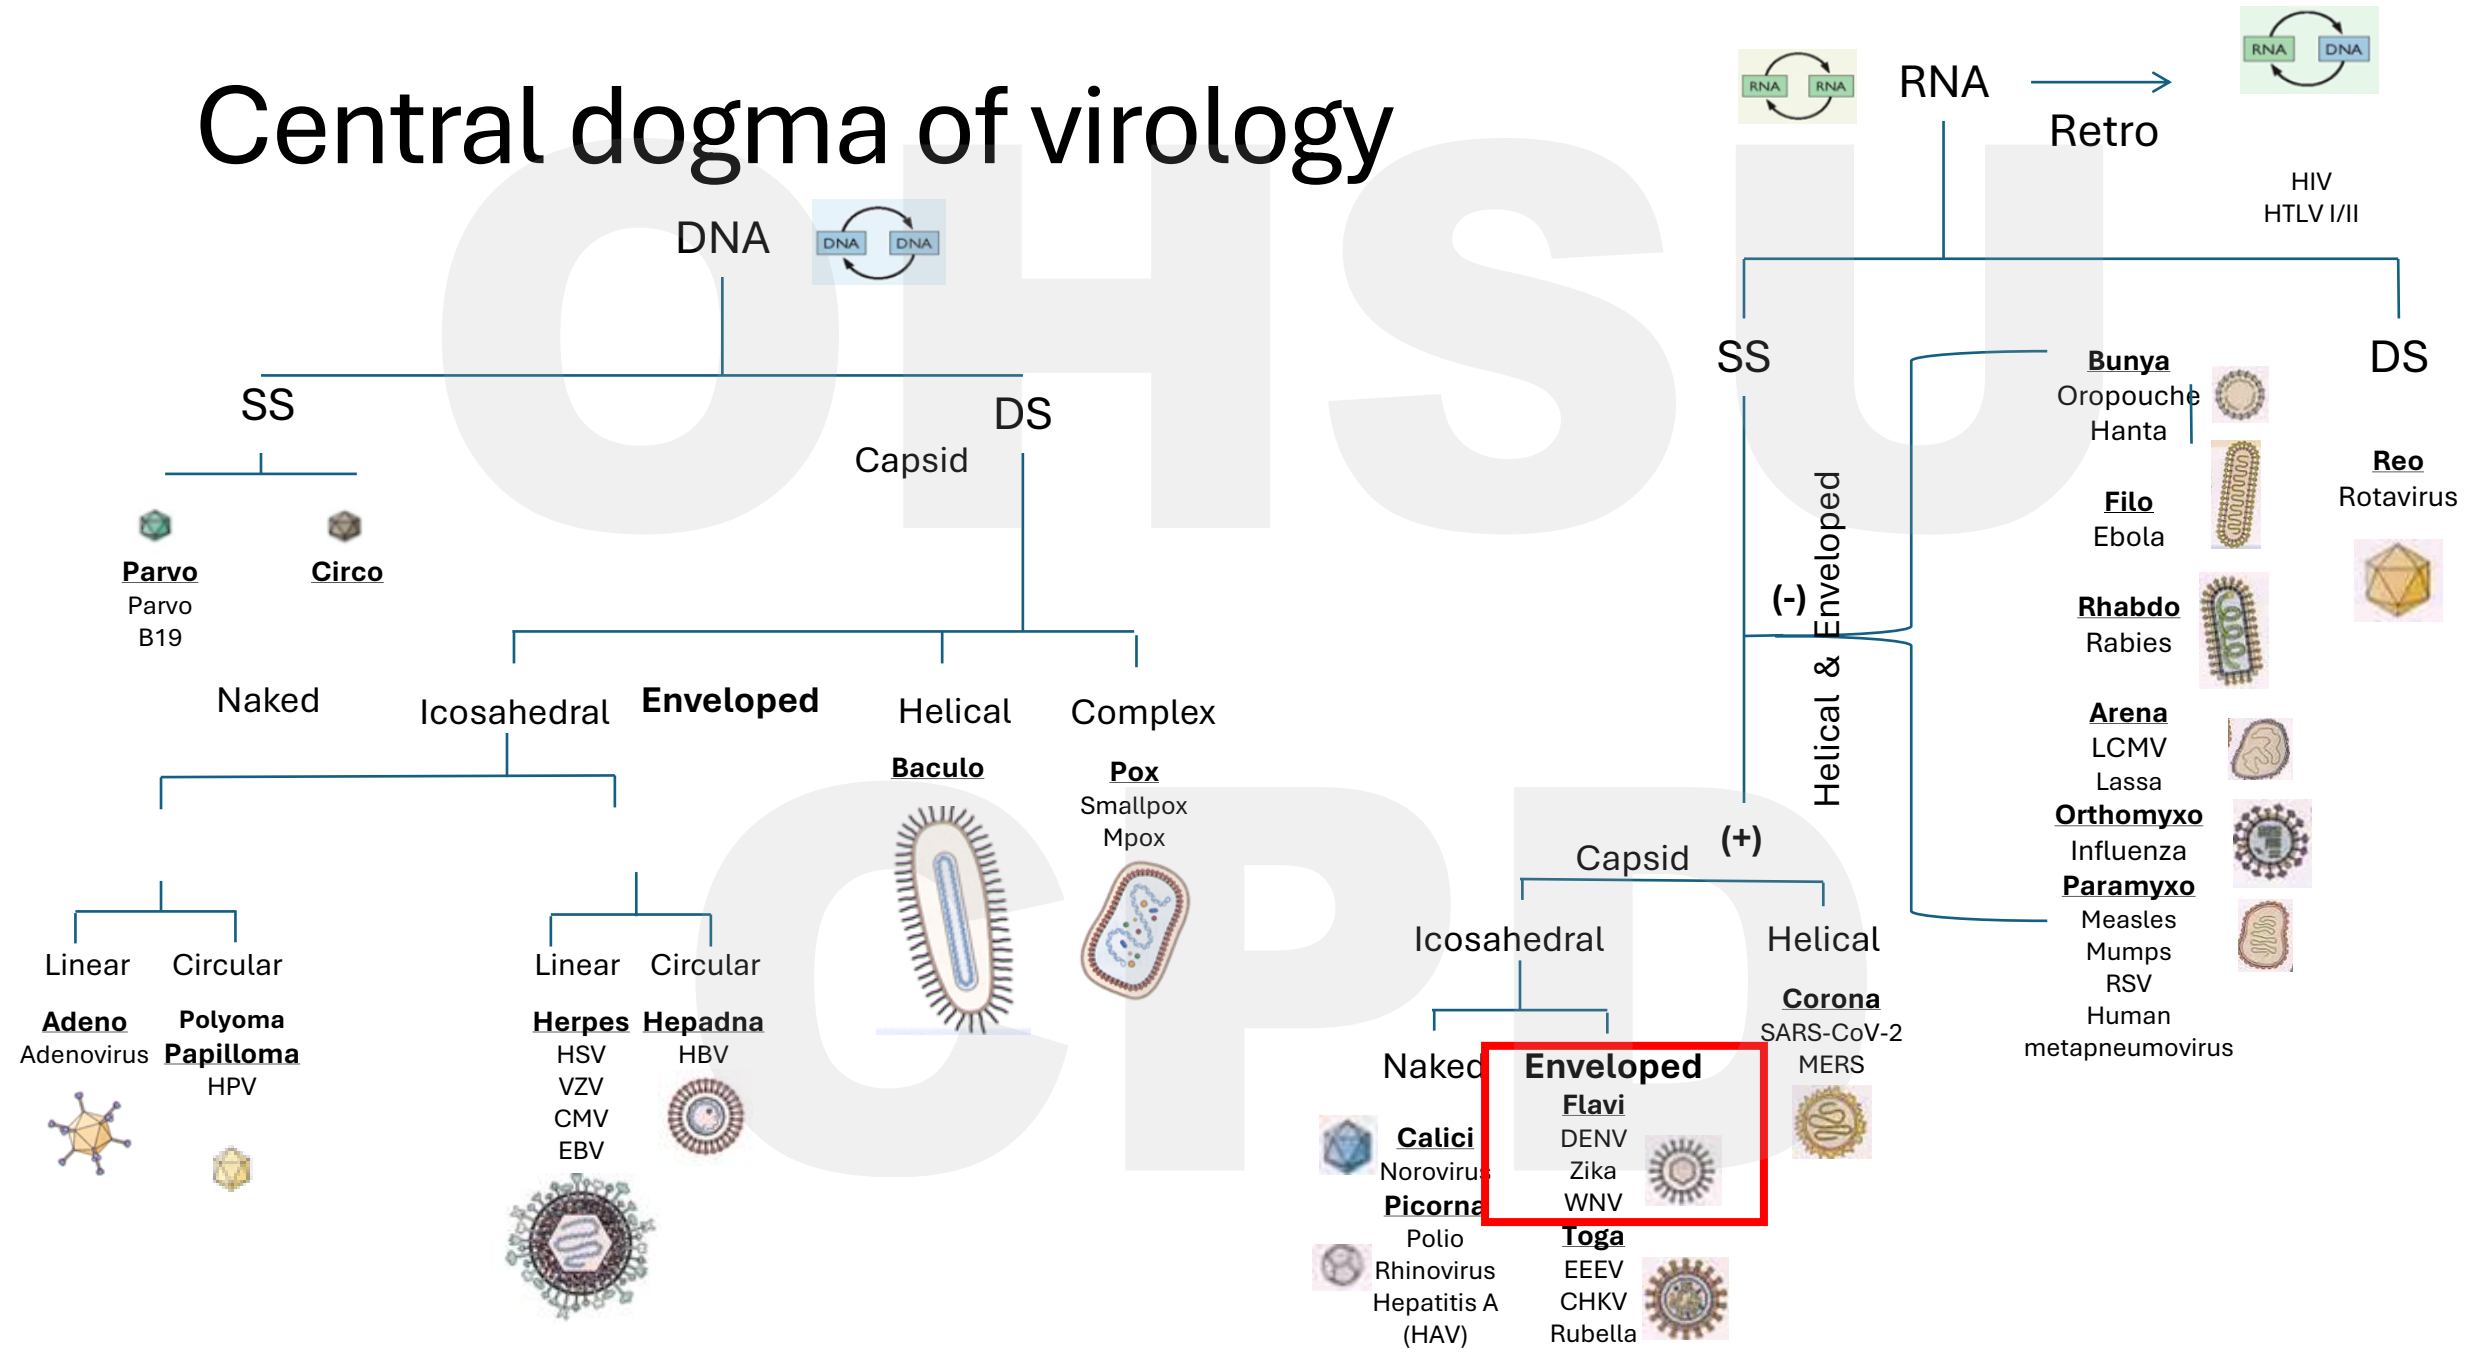 Central dogma of virology
OHSU
CPD
DNA
DNA
DNA
SS
DS
Capsid
Parvo
Parvo
B19
Circo
Naked
Icosahedral
Enveloped
Helical
Complex
Baculo
Pox
Smallpox
Mpox
Linear
Circular
Adeno
Adenovirus
Polyoma
Papilloma
HPV
Linear
Circular
Herpes
HSV
VZV
CMV
EBV
Hepadna
HBV
RNA
RNA
RNA
Retro
RNA
DNA
HIV
HTLV I/II
SS
DS
(-)
Helical & Enveloped
Bunya
Oropouche
Hanta
Filo
Ebola
Rhabdo
Rabies
Arena
LCMV
Lassa
Orthomyxo
Influenza
Paramyxo
Measles
Mumps
RSV
Human
metapneumovirus
Reo
Rotavirus
(+)
Capsid
Icosahedral
Helical
Corona
SARS-CoV-2
MERS
Naked
Calici
Norovirus
Picorna
Polio
Rhinovirus
Hepatitis A
(HAV)
Enveloped
Flavi
DENV
Zika
WNV
Toga
EEEV
CHKV
Rubella